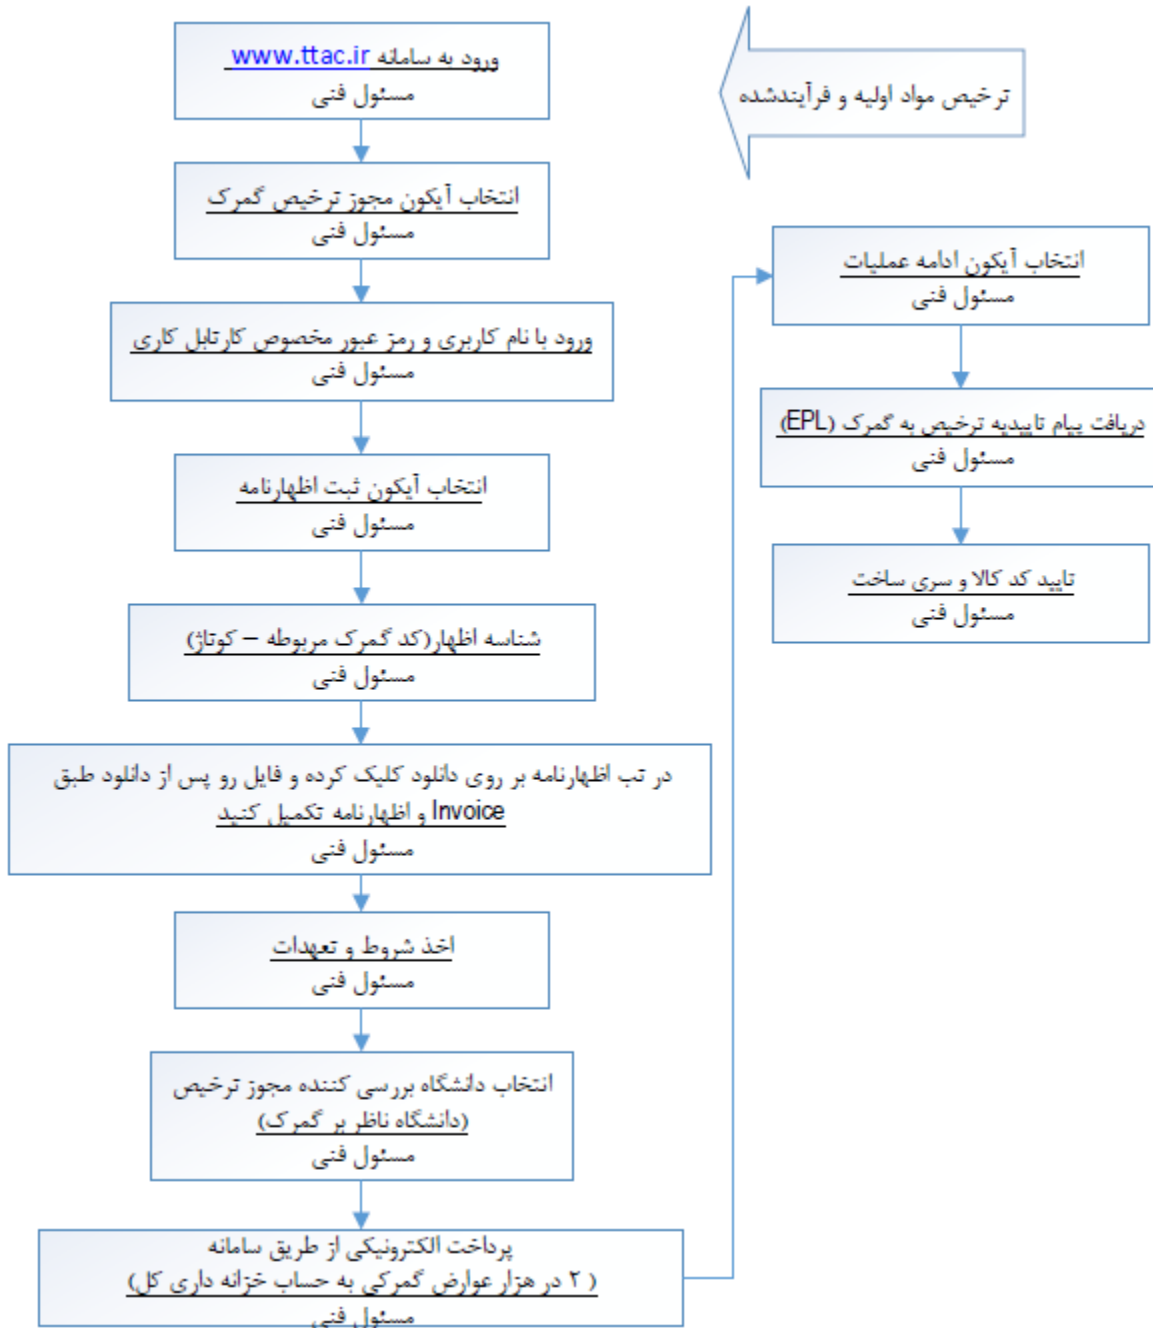 ترخیص مواد اولیه و فرآیندشده
ورود به سامانه www.ttac.ir
مسئول فنی
انتخاب آیکون مجوز ترخیص گمرک
مسئول فنی
ورود با نام کاربری و رمز عبور مخصوص کارتابل کاری
مسئول فنی
انتخاب آیکون ثبت اظهارنامه
مسئول فنی
شناسه اظهار(کد گمرک مربوطه – کوتاژ)
مسئول فنی
در تب اظهارنامه بر روی دانلود کلیک کرده و فایل رو پس از دانلود طبق
Invoice و اظهارنامه تکمیل کنید
مسئول فنی
اخذ شروط و تعهدات
مسئول فنی
انتخاب دانشگاه بررسی کننده مجوز ترخیص
(دانشگاه ناظر بر گمرک)
مسئول فنی
پرداخت الکترونیکی از طریق سامانه
( ۲ در هزار عوارض گمرکی به حساب خزانه داری کل)
مسئول فنی
انتخاب آیکون ادامه عملیات
مسئول فنی
دریافت پیام تاییدیه ترخیص به گمرک (EPL)
مسئول فنی
تایید کد کالا و سری ساخت
مسئول فنی